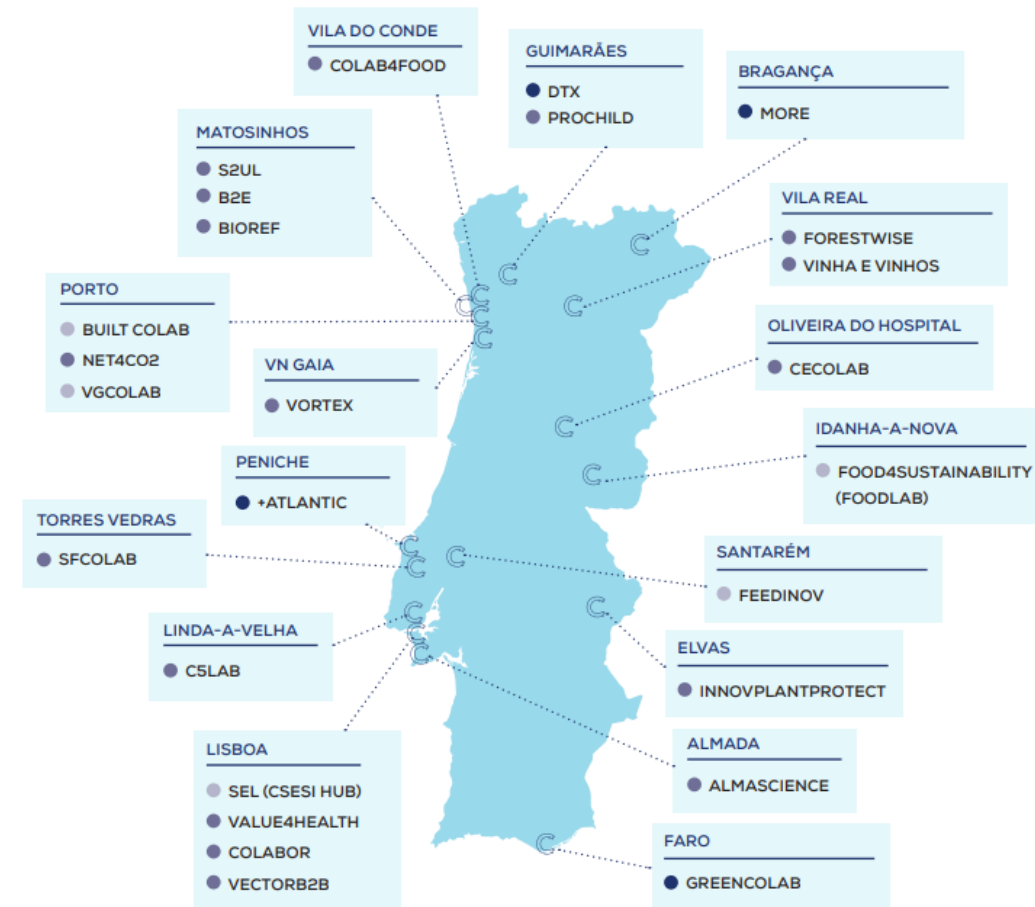 VILA DO CONDE
COLAB4FOOD
GUIMARÃES
DTX
PROCHILD
BRAGANÇA
MORE
MATOSINHOS
S2UL
B2E
BIOREF
VILA REAL
FORESTWISE
VINHA E VINHOS
PORTO
BUILT COLAB
NET4CO2
VGCOLAB
VN GAIA
VORTEX
OLIVEIRA DO HOSPITAL
CECOLAB
IDANHA-A-NOVA
FOOD4SUSTAINABILITY
(FOODLAB)
PENICHE
+ATLANTIC
TORRES VEDRAS
SFCOLAB
SANTARÉM
FEEDINOV
LINDA-A-VELHA
C5LAB
ELVAS
INNOVPLANTPROTECT
LISBOA
SEL (CSESI HUB)
VALUE4HEALTH
COLABOR
VECTORB2B
ALMADA
ALMASCIENCE
FARO
GREENCOLAB